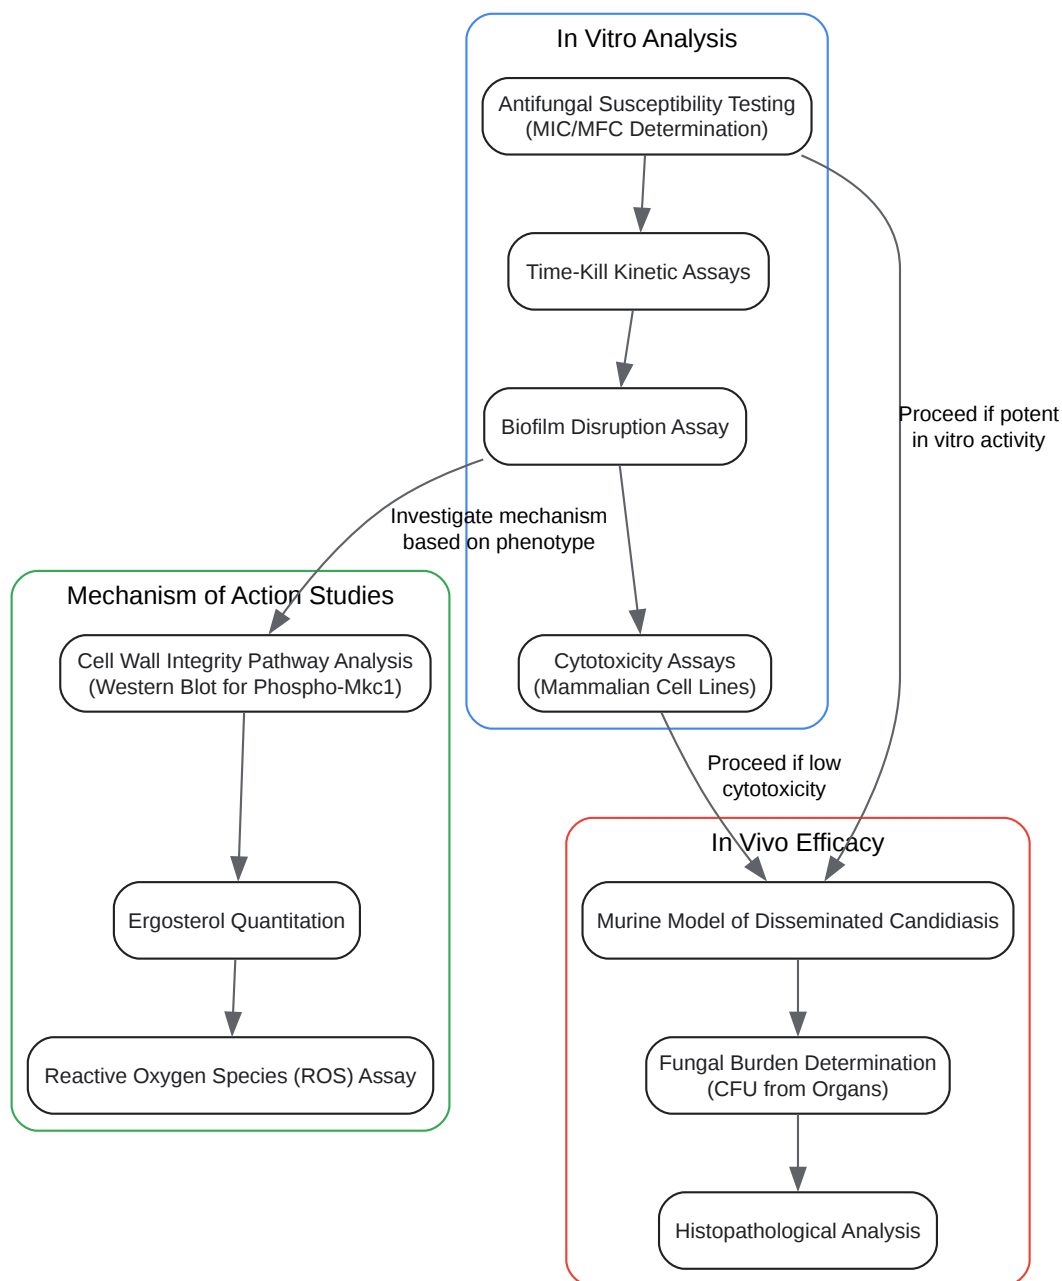 In Vitro Analysis
Antifungal Susceptibility Testing
(MIC/MFC Determination)
Time-Kill Kinetic Assays
Biofilm Disruption Assay
Proceed if potent
in vitro activity
Investigate mechanism
based on phenotype
Mechanism of Action Studies
Cell Wall Integrity Pathway Analysis
(Western Blot for Phospho-Mkc1)
Cytotoxicity Assays
(Mammalian Cell Lines)
Proceed if low
cytotoxicity
In Vivo Efficacy
Ergosterol Quantitation
Murine Model of Disseminated Candidiasis
Reactive Oxygen Species (ROS) Assay
Fungal Burden Determination
(CFU from Organs)
Histopathological Analysis